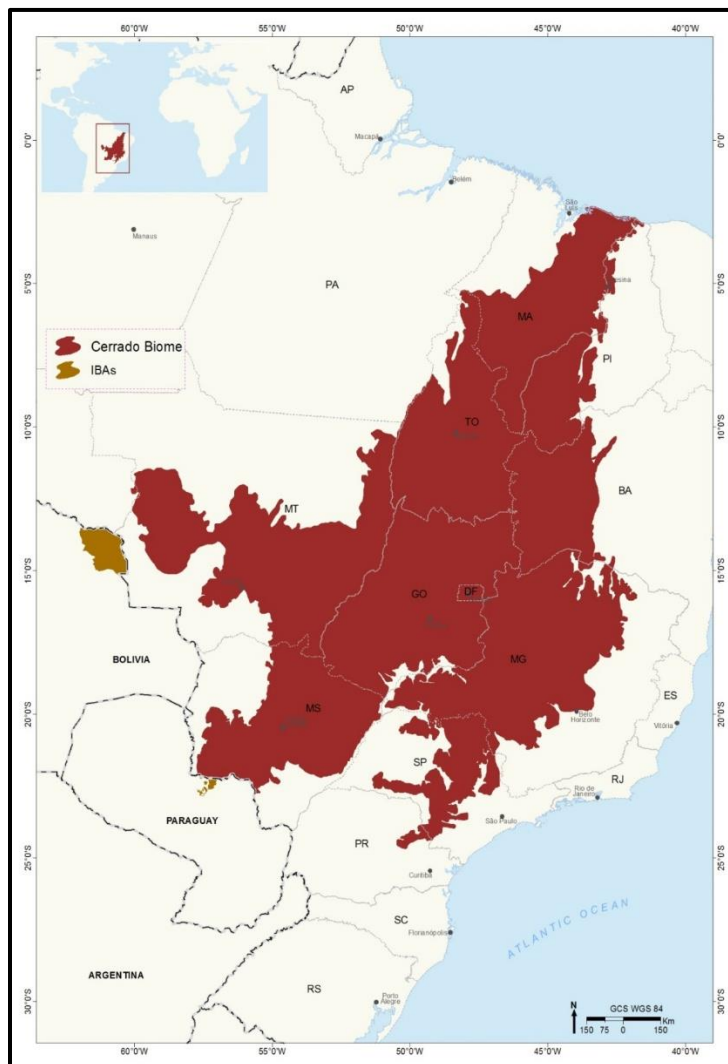 60°0'W 55°0'W 50°0'W 45°0'W 40°0'W
AP
Macapá
0°0'
0°0'
Belém
São
Luís
Manaus
5°0'S
PA
MA
5°0'S
Cerrado Biome
IBAs
PI
10°0'S
TO
10°0'S
MT
BA
15°0'S
GO
DF
15°0'S
BOLIVIA
MG
MS
ES
20°0'S
Belo
Horizonte
Vitória
20°0'S
SP
RJ
Rio de
Janeiro
PARAGUAY
São Paulo
PR
25°0'S
Curitiba
25°0'S
SC
ATLANTIC OCEAN
Florianópolis
ARGENTINA
RS
Porto
Alegre
30°0'S
30°0'S
N
GCS WGS 84
150 75 0 150
Km
60°0'W 55°0'W 50°0'W 45°0'W 40°0'W